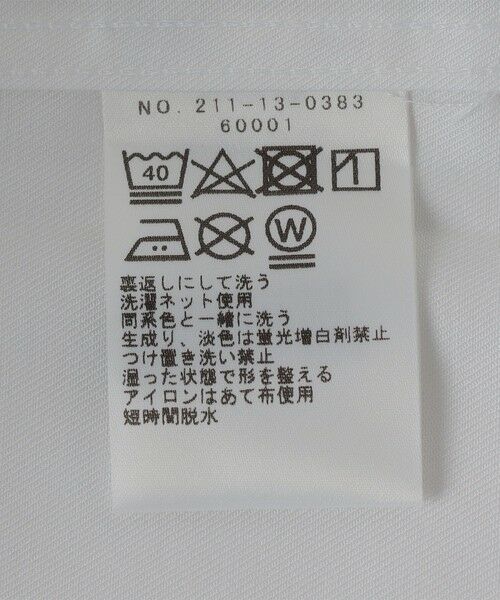 NO. 211-13-0383
60001
40
W
裏返しにして洗う
洗濯ネット使用
同系色と一緒に洗う
生成り、淡色は蛍光増白剤禁止
つけ置き洗い禁止
湿った状態で形を整える
アイロンはあて布使用
短時間脱水